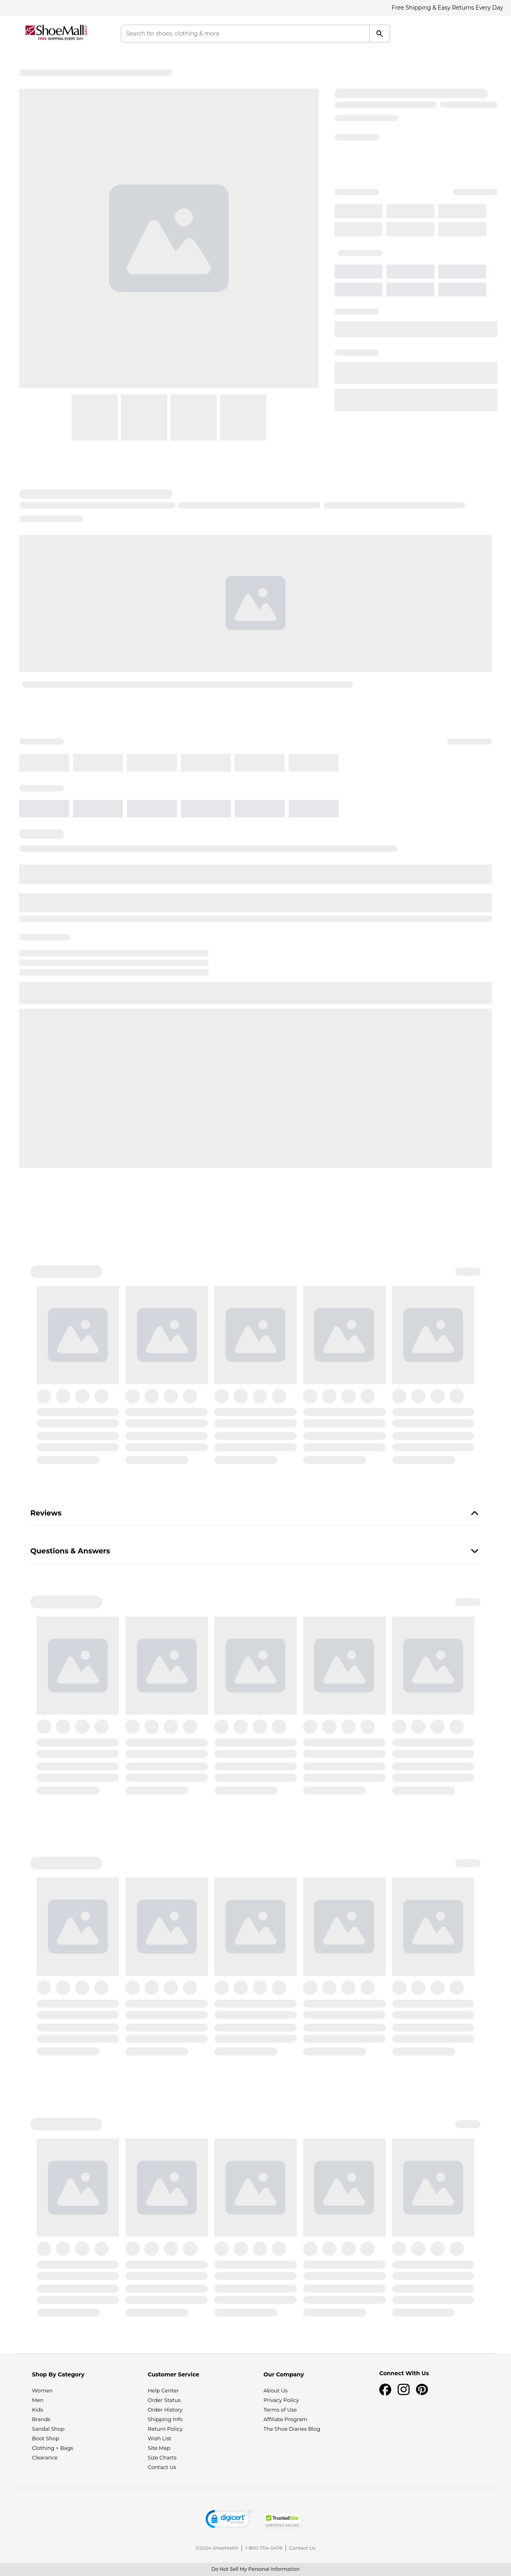 Free Shipping & Easy Returns Every Day
ShoeMall
FREE SHIPPING EVERY DAY
Search for shoes, clothing & more
Reviews
Questions & Answers
Shop By Category
Women
Men
Kids
Brands
Sandal Shop
Boot Shop
Clothing + Bags
Clearance
Customer Service
Help Center
Order Status
Order History
Shipping Info
Return Policy
Wish List
Site Map
Size Charts
Contact Us
Our Company
About Us
Privacy Policy
Terms of Use
Affiliate Program
The Shoe Diaries Blog
Connect With Us
digicert
TrustedSite
CERTIFIED SECURE
©2024 ShoeMall® | 1-800-704-5478 | Contact Us
Do Not Sell My Personal Information